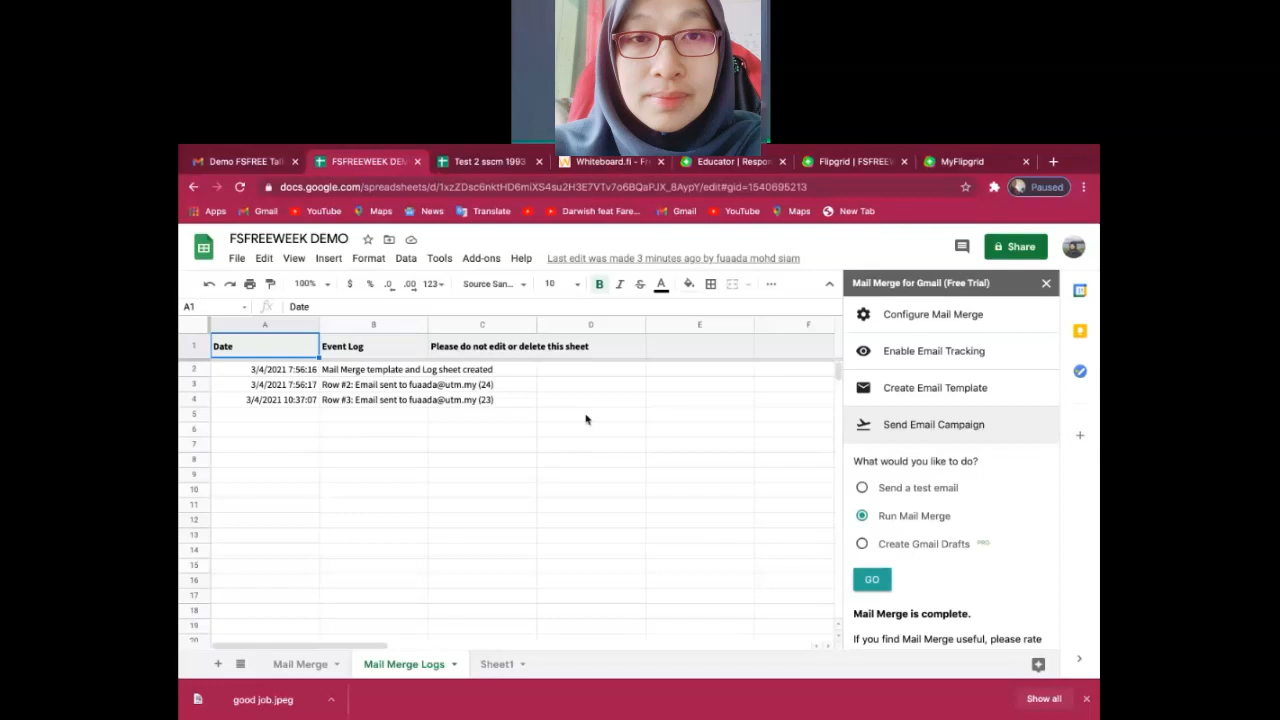 Demo FSFREE Tal
FSFREEWEEK DEM
Test 2 sscm 1993
Whiteboard.fi - Fr
Educator | Respon
Flipgrid | FSFREEW
MyFlipgrid
docs.google.com/spreadsheets/d/1xzZDsc6nktHD6miXS4su2H3E7VTv7o6BQaPJX_8AypY/edit#gid=1540695213
Paused
Apps
Gmail
YouTube
Maps
News
Translate
Darwish feat Fare...
Gmail
YouTube
Maps
New Tab
FSFREEWEEK DEMO
Share
File Edit View Insert Format Data Tools Add-ons Help
Last edit was made 3 minutes ago by fuaada mohd siam
100% $ % .0 .00 123 Source San... 10 B I S A
Mail Merge for Gmail (Free Trial)
A1 fx Date
A B C D E F
1 Date Event Log Please do not edit or delete this sheet
2 3/4/2021 7:56:16 Mail Merge template and Log sheet created
3 3/4/2021 7:56:17 Row #2: Email sent to fuaada@utm.my (24)
4 3/4/2021 10:37:07 Row #3: Email sent to fuaada@utm.my (23)
5
6
7
8
9
10
11
12
13
14
15
16
17
18
19
20
Configure Mail Merge
Enable Email Tracking
Create Email Template
Send Email Campaign
What would you like to do?
Send a test email
Run Mail Merge
Create Gmail Drafts PRO
GO
Mail Merge is complete.
If you find Mail Merge useful, please rate
Mail Merge
Mail Merge Logs
Sheet1
good job.jpeg
Show all